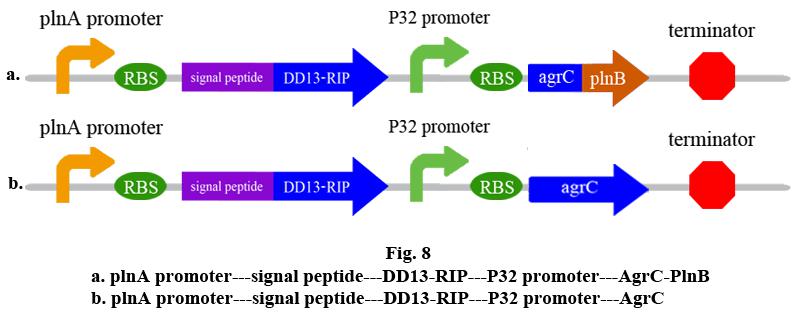 plnA promoter
P32 promoter
terminator
a.
RBS
signal peptide
DD13-RIP
RBS
agrC
plnB
plnA promoter
P32 promoter
terminator
b.
RBS
signal peptide
DD13-RIP
RBS
agrC
Fig. 8
a. plnA promoter---signal peptide---DD13-RIP---P32 promoter---AgrC-PlnB
b. plnA promoter---signal peptide---DD13-RIP---P32 promoter---AgrC